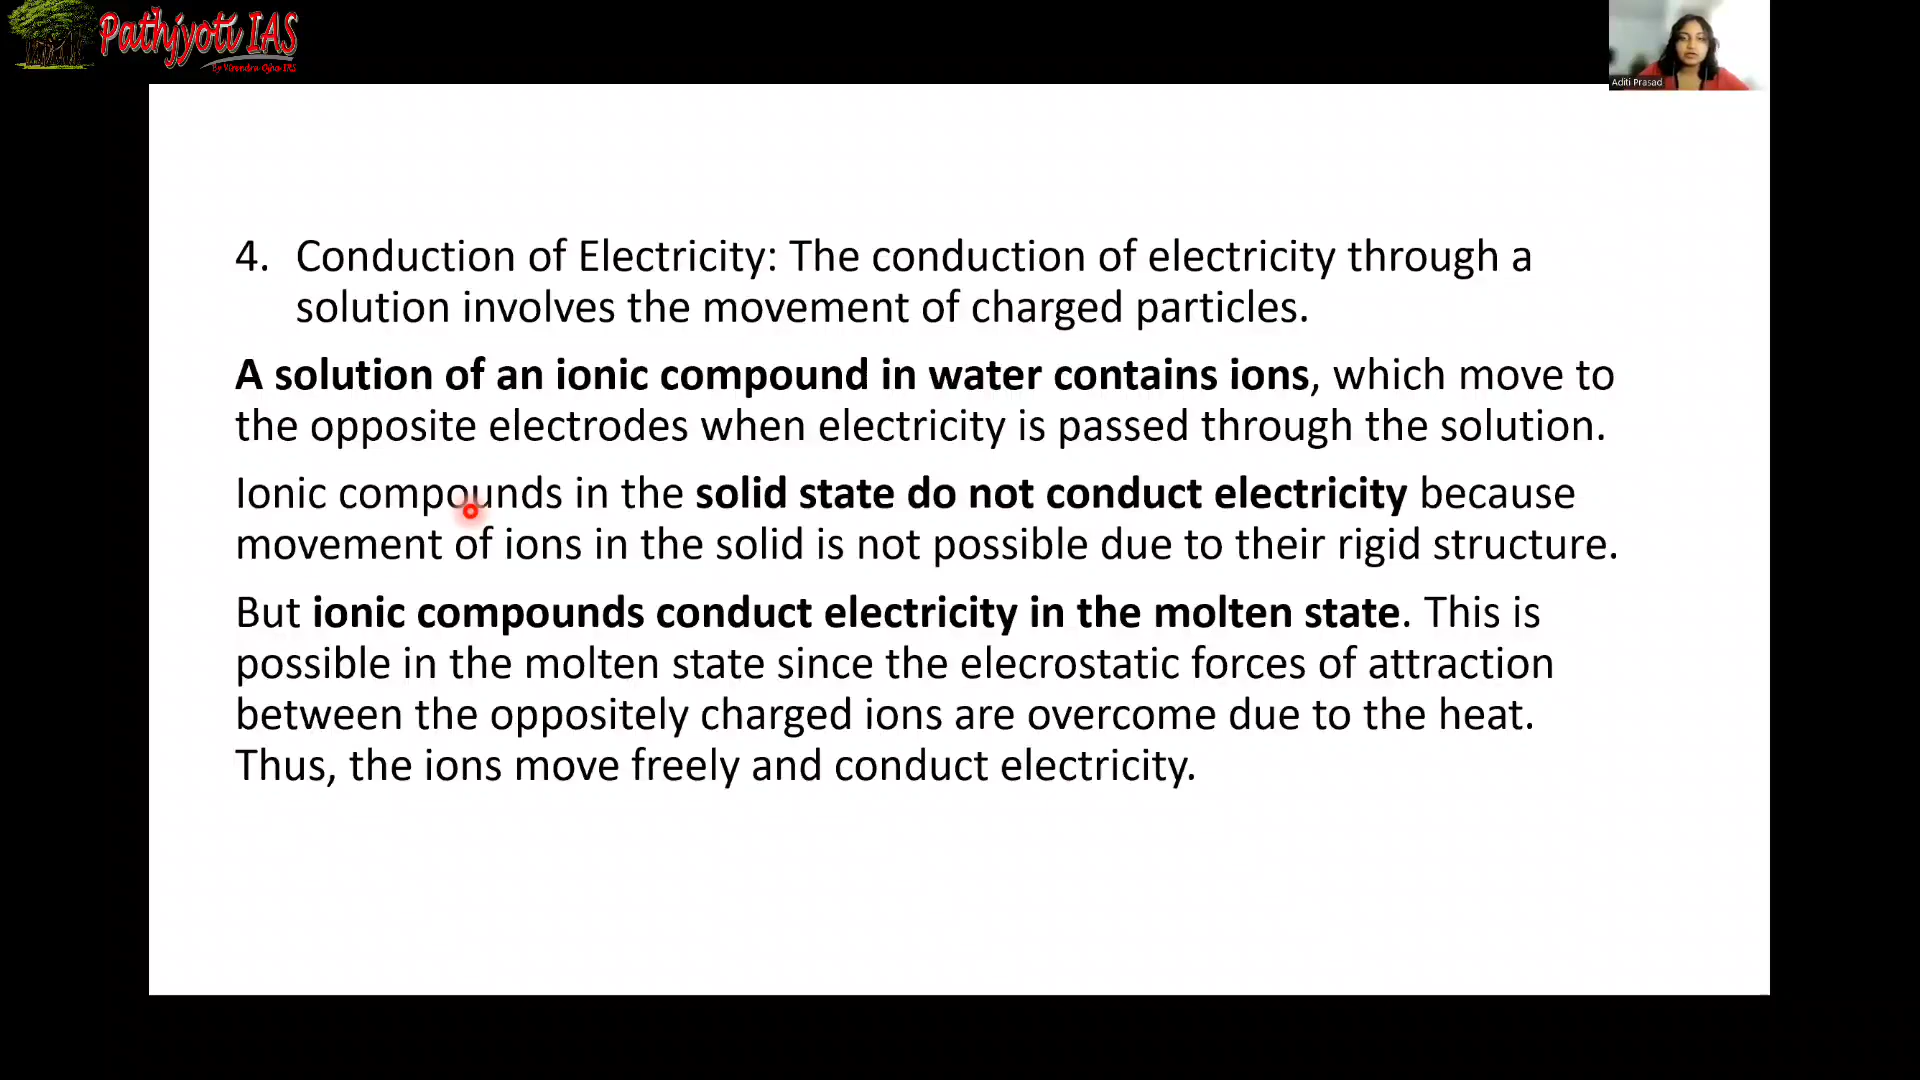 Pathjyoti IAS
By Virendra Ojha IRS
Aditi Prasad
4. Conduction of Electricity: The conduction of electricity through a
solution involves the movement of charged particles.
A solution of an ionic compound in water contains ions, which move to
the opposite electrodes when electricity is passed through the solution.
Ionic compounds in the solid state do not conduct electricity because
movement of ions in the solid is not possible due to their rigid structure.
But ionic compounds conduct electricity in the molten state. This is
possible in the molten state since the elecrostatic forces of attraction
between the oppositely charged ions are overcome due to the heat.
Thus, the ions move freely and conduct electricity.